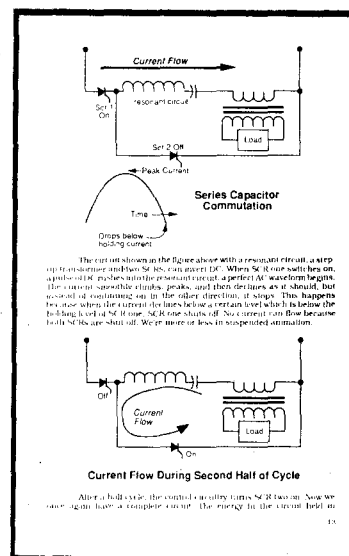 Current Flow
resonant circuit
Scr 1
On
Scr 2 Off
Load
Peak Current
Series Capacitor
Commutation
Time
Drops below
holding current
The circuit shown in the figure above with a resonant circuit, a step
up transformer and two SCRs, can invert DC. When SCR one switches on,
a pulse of DC rushes into the resonant circuit, a perfect AC waveform begins.
The current smoothly climbs, peaks, and then declines as it should, but
instead of continuing on in the other direction, it stops. This happens
because when the current declines below a certain level which is below the
holding level of SCR one, SCR one shuts off. No current can flow because
both SCRs are shut off. We're more or less in suspended animation.
Off
Current
Flow
Load
On
Current Flow During Second Half of Cycle
After a half cycle, the control circuitry turns SCR two on. Now we
once again have a complete circuit. The energy in the circuit held in